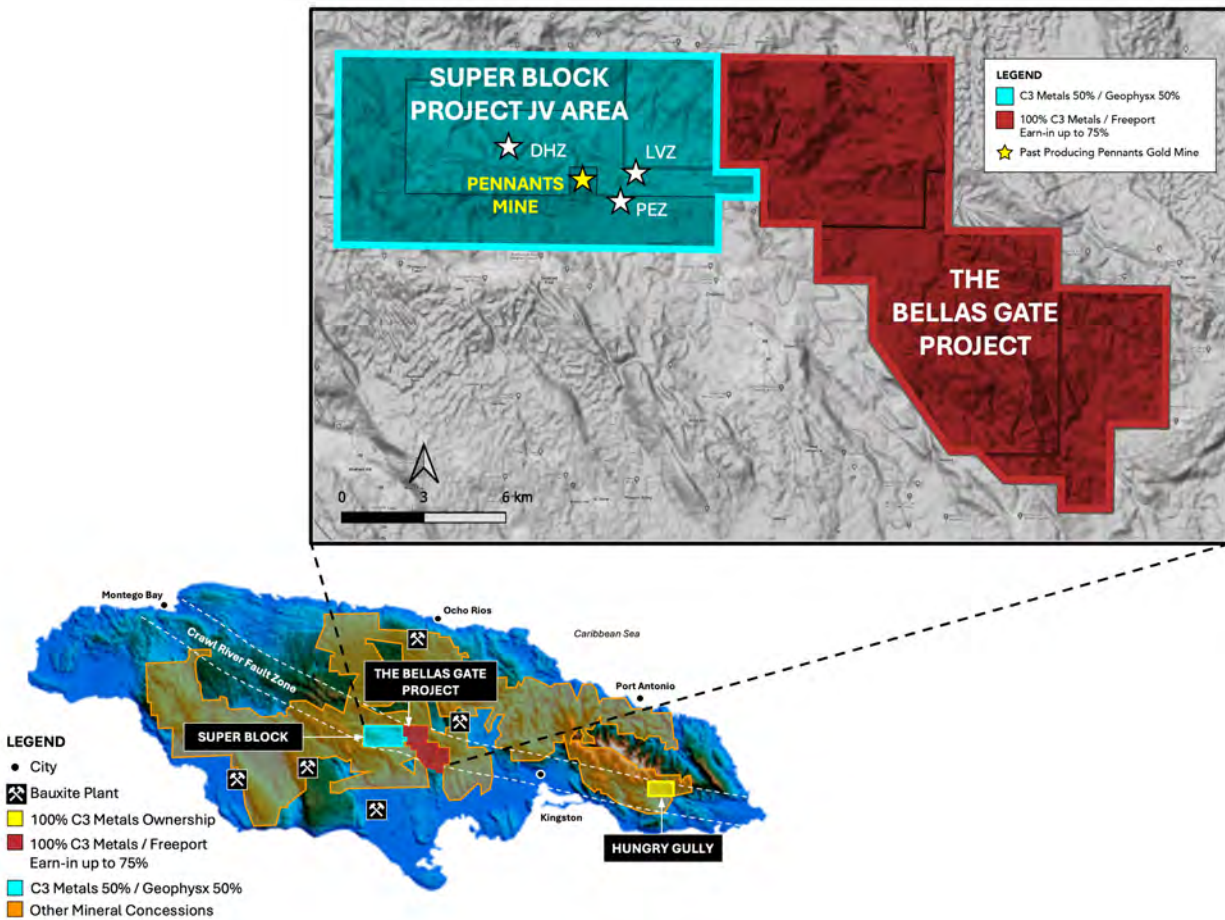 SUPER BLOCK
PROJECT JV AREA
DHZ
LVZ
PENNANTS
MINE
PEZ
THE
BELLAS GATE
PROJECT
LEGEND
C3 Metals 50% / Geophysx 50%
100% C3 Metals / Freeport
Earn-in up to 75%
Past Producing Pennants Gold Mine
0 3 6 km
Montego Bay
Ocho Rios
Caribbean Sea
Crawl River Fault Zone
THE BELLAS GATE
PROJECT
Port Antonio
SUPER BLOCK
Kingston
HUNGRY GULLY
LEGEND
City
Bauxite Plant
100% C3 Metals Ownership
100% C3 Metals / Freeport
Earn-in up to 75%
C3 Metals 50% / Geophysx 50%
Other Mineral Concessions